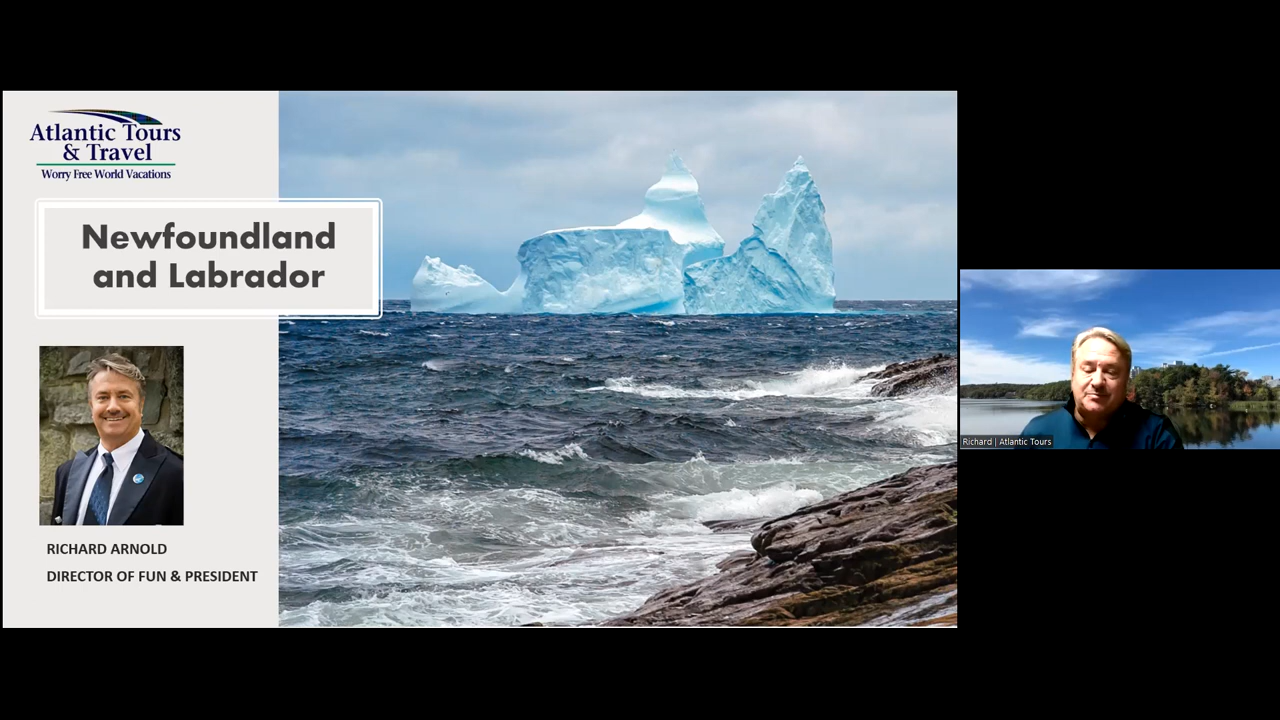 Atlantic Tours
& Travel
Worry Free World Vacations
Newfoundland
and Labrador
RICHARD ARNOLD
DIRECTOR OF FUN & PRESIDENT
Richard | Atlantic Tours